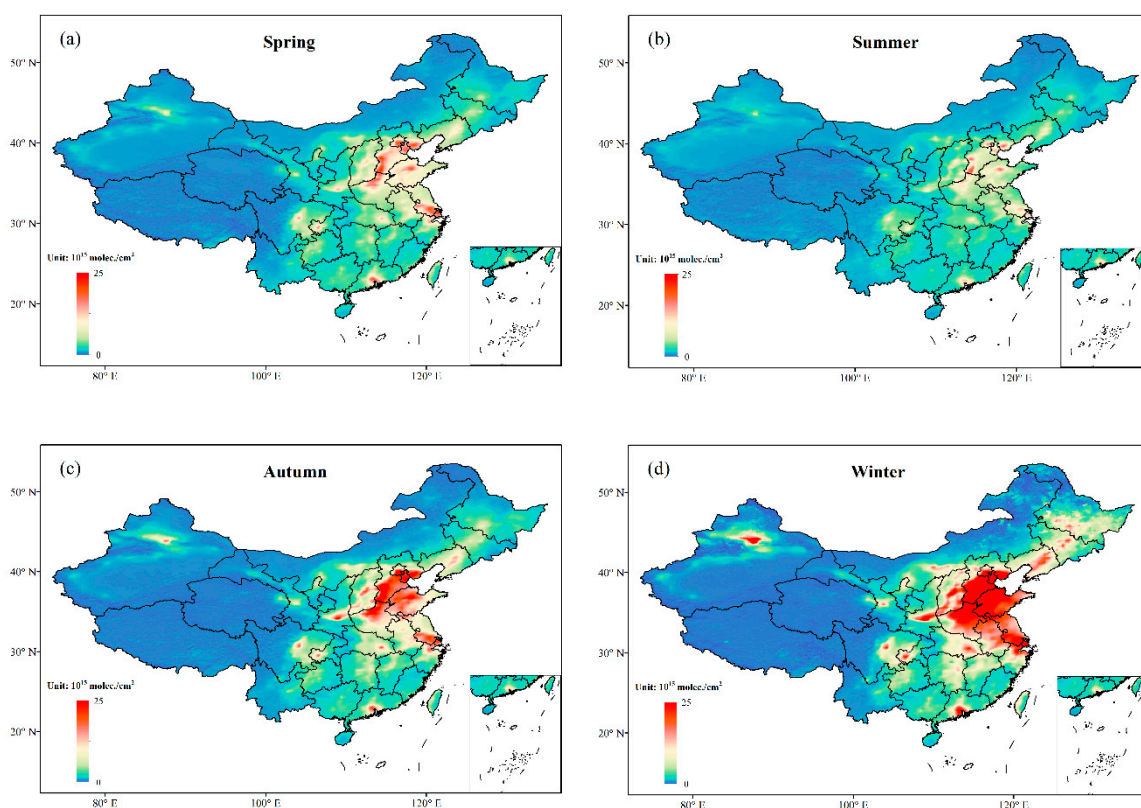 (a) Spring
50° N
40° N
30° N
20° N
Unit: 10¹⁵ molec./cm²
25
0
80° E 100° E 120° E
(b) Summer
50° N
40° N
30° N
20° N
Unit: 10¹⁵ molec./cm²
25
0
80° E 100° E 120° E
(c) Autumn
50° N
40° N
30° N
20° N
Unit: 10¹⁵ molec./cm²
25
0
80° E 100° E 120° E
(d) Winter
50° N
40° N
30° N
20° N
Unit: 10¹⁵ molec./cm²
25
0
80° E 100° E 120° E